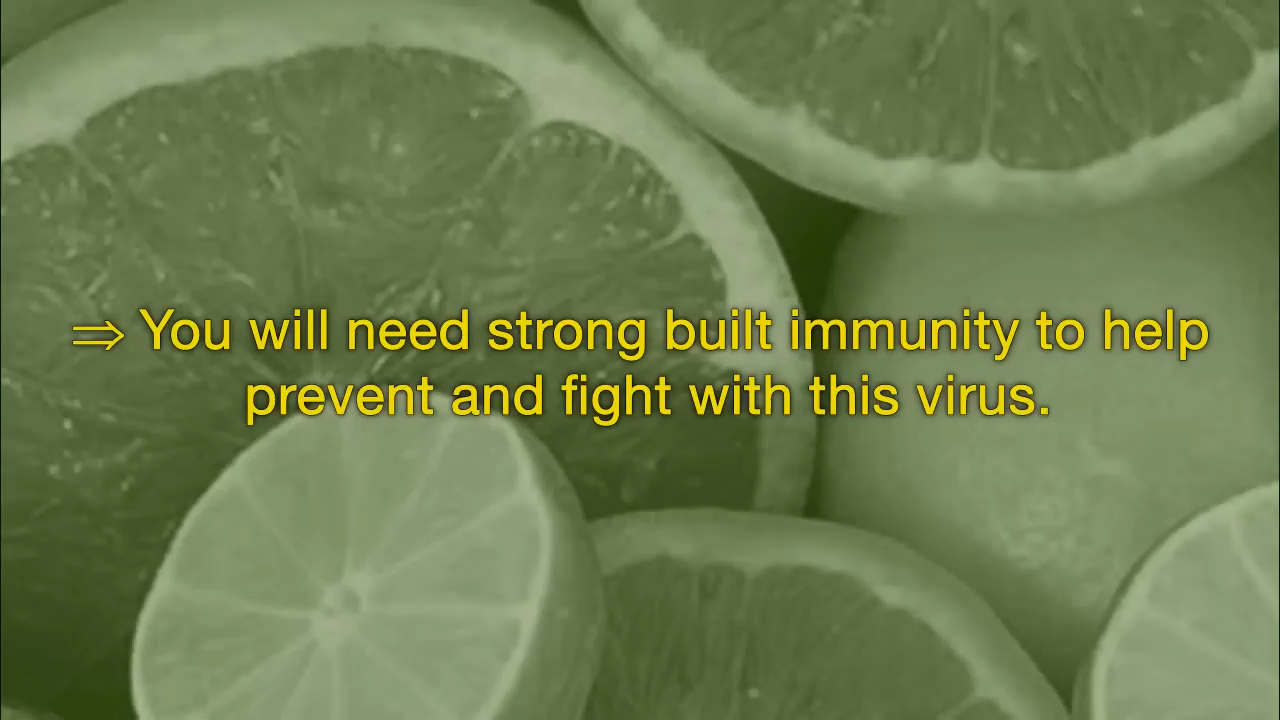 ⇒ You will need strong built immunity to help
prevent and fight with this virus.